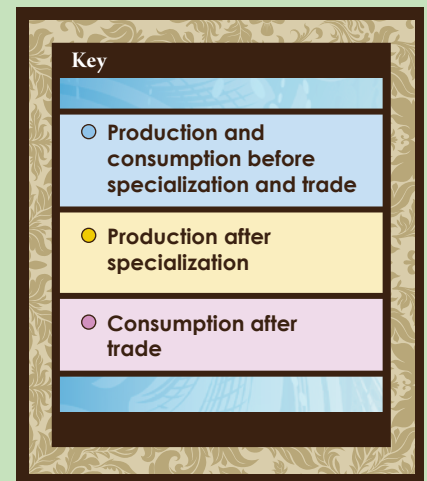 Key
Production and
consumption before
specialization and trade
Production after
specialization
Consumption after
trade